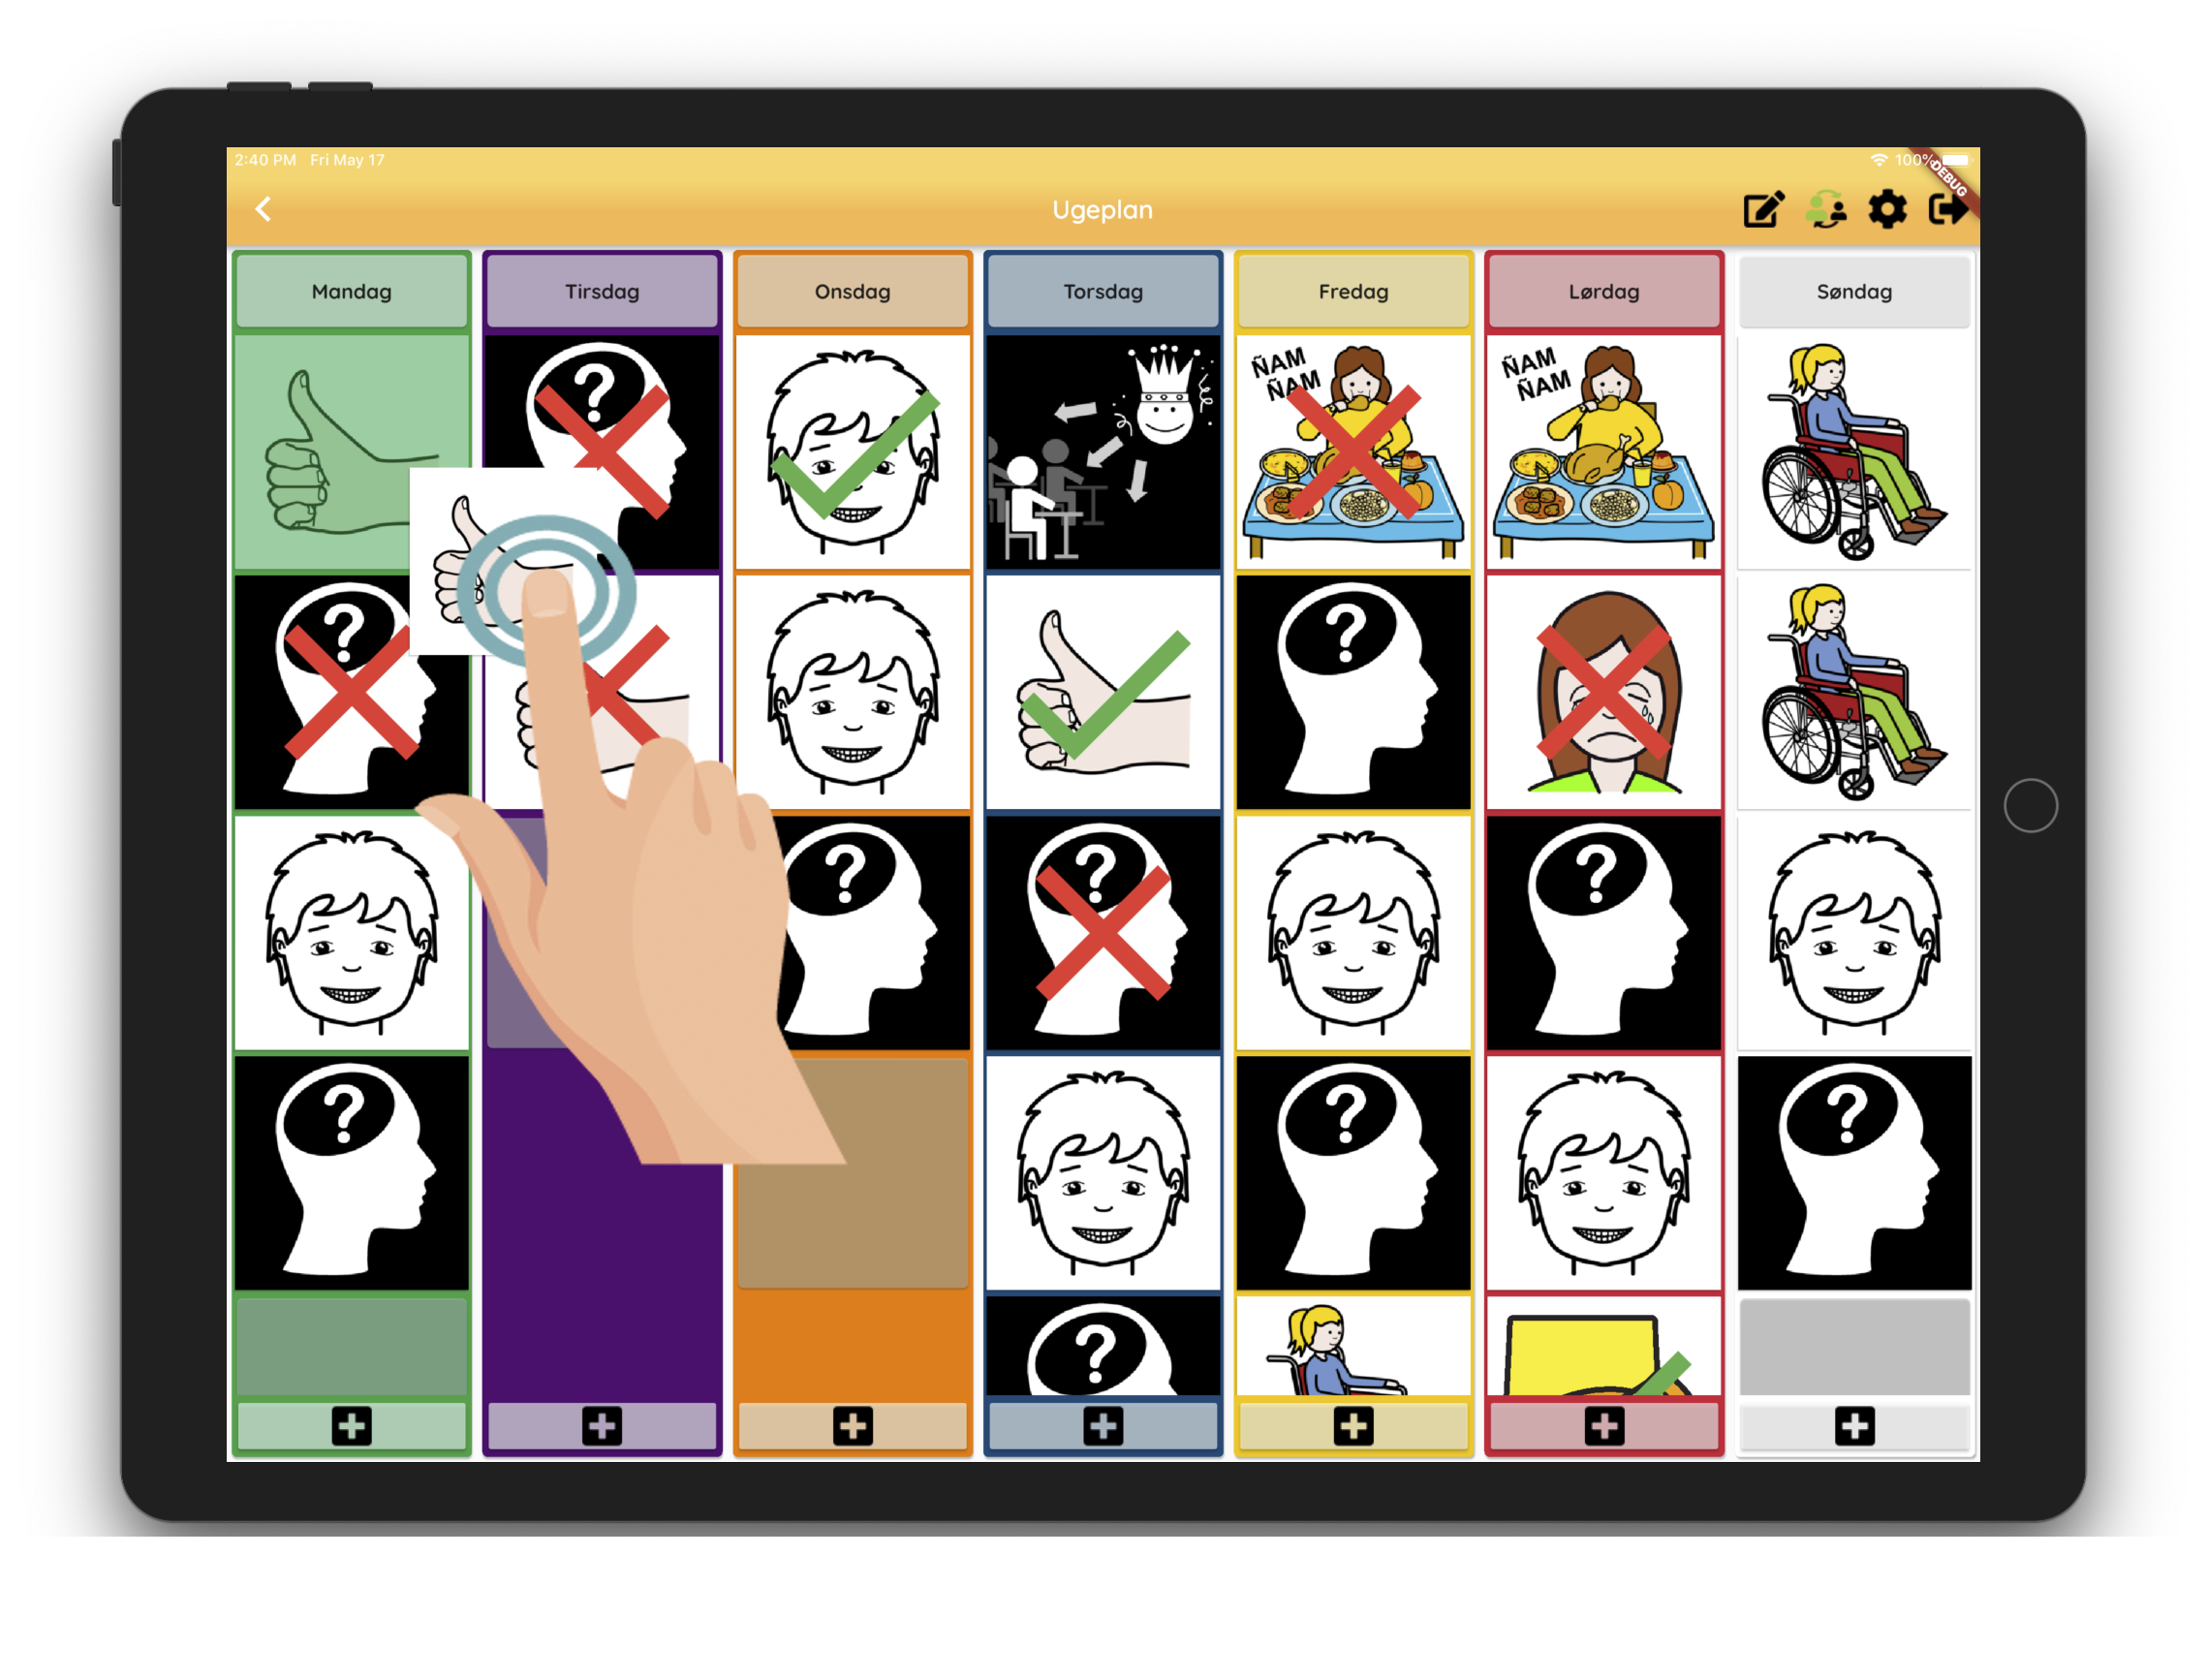 2:40 PM Fri May 17
100%
DEBUG
Ugeplan
Mandag
Tirsdag
Onsdag
Torsdag
Fredag
Lørdag
Søndag
?
ÑAM
ÑAM
ÑAM
ÑAM
?
?
?
?
?
?
?
?
?
?